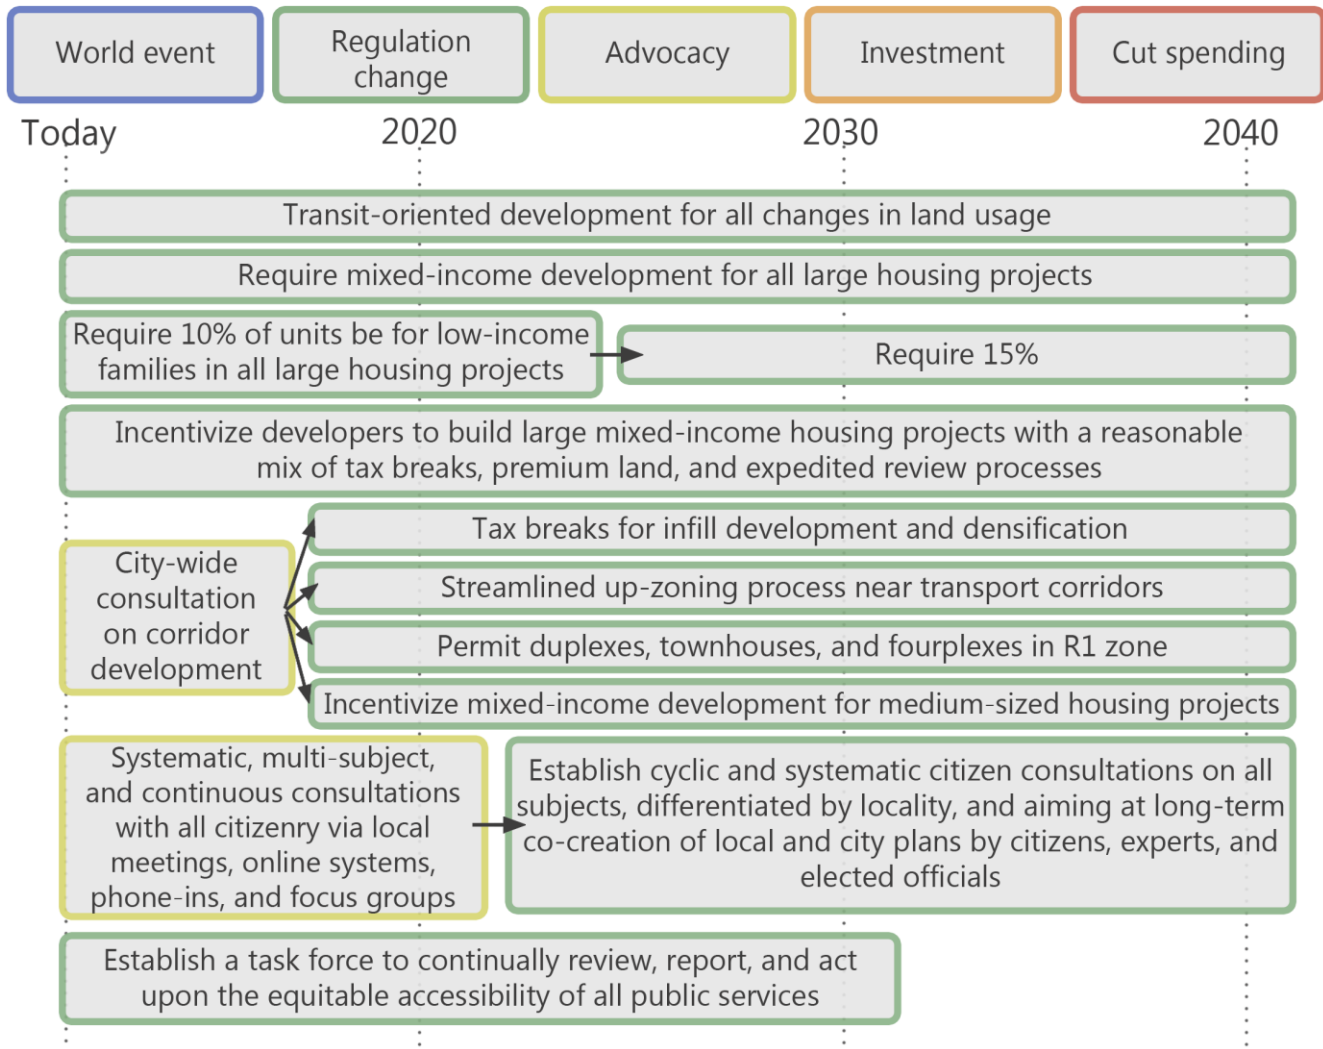 World event
Regulation
change
Advocacy
Investment
Cut spending
Today
2020
2030
2040
Transit-oriented development for all changes in land usage
Require mixed-income development for all large housing projects
Require 10% of units be for low-income
families in all large housing projects
Require 15%
Incentivize developers to build large mixed-income housing projects with a reasonable
mix of tax breaks, premium land, and expedited review processes
City-wide
consultation
on corridor
development
Tax breaks for infill development and densification
Streamlined up-zoning process near transport corridors
Permit duplexes, townhouses, and fourplexes in R1 zone
Incentivize mixed-income development for medium-sized housing projects
Systematic, multi-subject,
and continuous consultations
with all citizenry via local
meetings, online systems,
phone-ins, and focus groups
Establish cyclic and systematic citizen consultations on all
subjects, differentiated by locality, and aiming at long-term
co-creation of local and city plans by citizens, experts, and
elected officials
Establish a task force to continually review, report, and act
upon the equitable accessibility of all public services